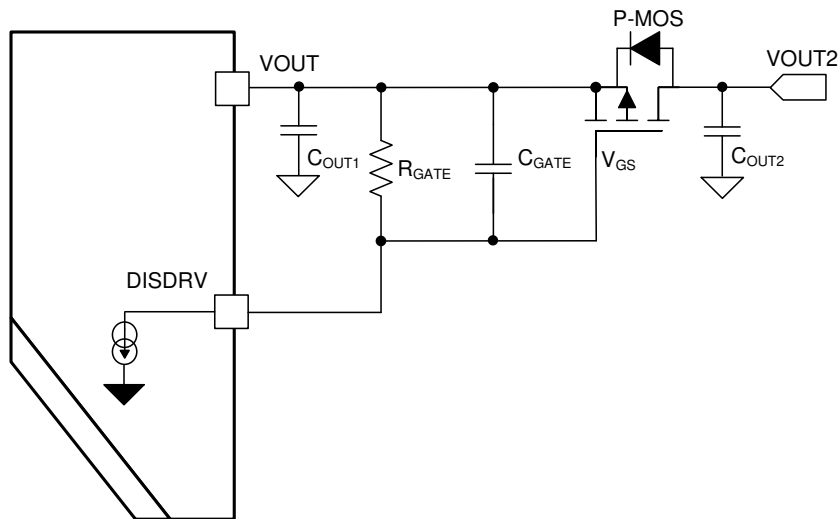 P-MOS
VOUT
VOUT2
COUT1
RGATE
CGATE
VGS
COUT2
DISDRV